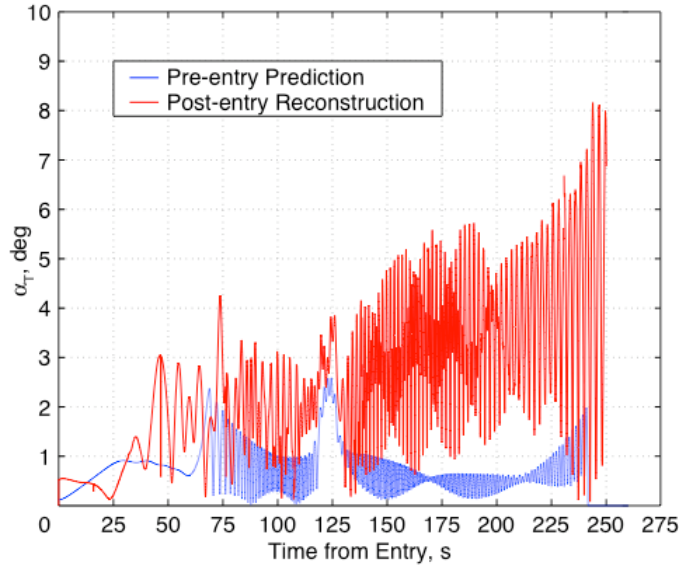 10
9
Pre-entry Prediction
Post-entry Reconstruction
8
7
6
5
4
3
2
1
α_T, deg
0 25 50 75 100 125 150 175 200 225 250 275
Time from Entry, s